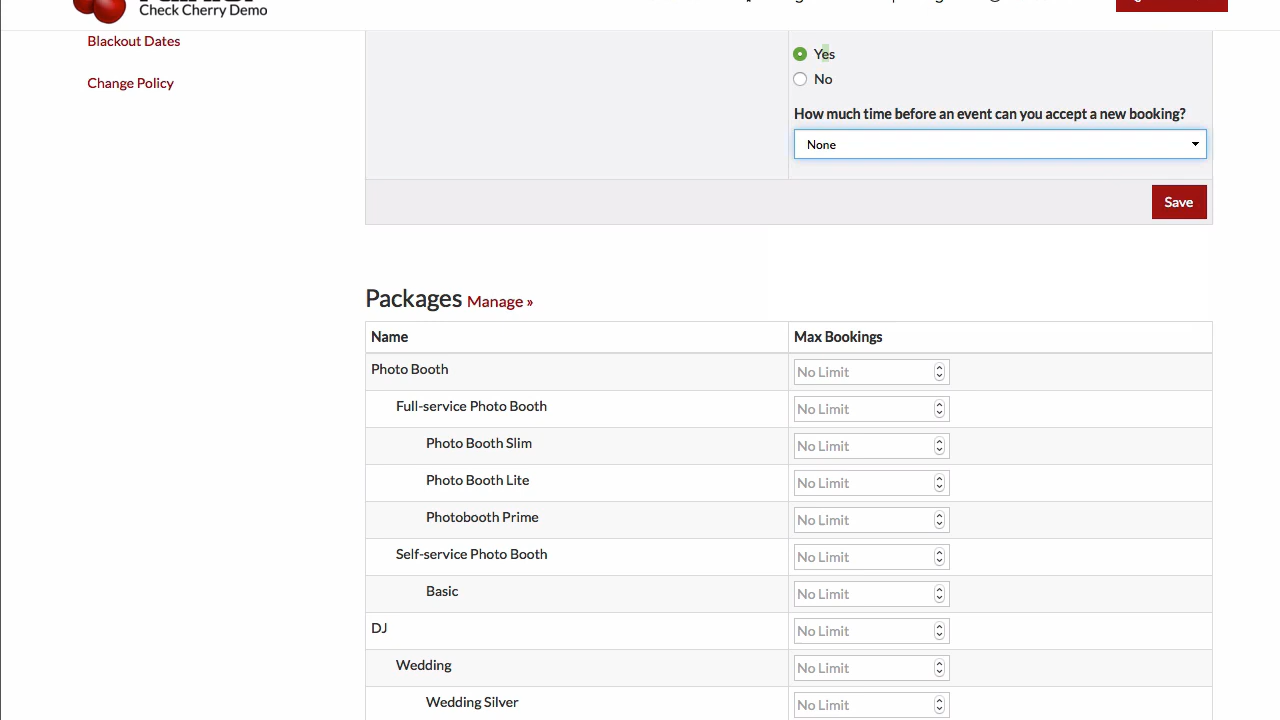 Check Cherry Demo
Blackout Dates
Change Policy
Yes
No
How much time before an event can you accept a new booking?
None
Save
Packages Manage »
Name Max Bookings
Photo Booth No Limit
Full-service Photo Booth No Limit
Photo Booth Slim No Limit
Photo Booth Lite No Limit
Photobooth Prime No Limit
Self-service Photo Booth No Limit
Basic No Limit
DJ No Limit
Wedding No Limit
Wedding Silver No Limit